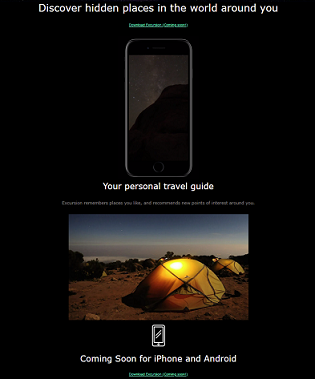 Discover hidden places in the world around you
Download Excursion (Coming soon!)
Your personal travel guide
Excursion remembers places you like, and recommends new points of interest around you.
Coming Soon for iPhone and Android
Download Excursion (Coming soon!)